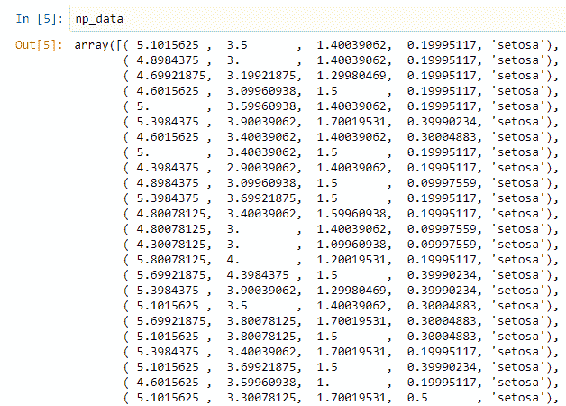 In [5]: np_data
Out[5]: array([( 5.1015625 , 3.5 , 1.40039062, 0.19995117, 'setosa'),
( 4.8984375 , 3. , 1.40039062, 0.19995117, 'setosa'),
( 4.69921875, 3.19921875, 1.29980469, 0.19995117, 'setosa'),
( 4.6015625 , 3.09960938, 1.5 , 0.19995117, 'setosa'),
( 5. , 3.59960938, 1.40039062, 0.19995117, 'setosa'),
( 5.3984375 , 3.90039062, 1.70019531, 0.39990234, 'setosa'),
( 4.6015625 , 3.40039062, 1.40039062, 0.30004883, 'setosa'),
( 5. , 3.40039062, 1.5 , 0.19995117, 'setosa'),
( 4.3984375 , 2.90039062, 1.40039062, 0.19995117, 'setosa'),
( 4.8984375 , 3.09960938, 1.5 , 0.09997559, 'setosa'),
( 5.3984375 , 3.69921875, 1.5 , 0.19995117, 'setosa'),
( 4.80078125, 3.40039062, 1.59960938, 0.19995117, 'setosa'),
( 4.80078125, 3. , 1.40039062, 0.09997559, 'setosa'),
( 4.30078125, 3. , 1.09960938, 0.09997559, 'setosa'),
( 5.80078125, 4. , 1.20019531, 0.19995117, 'setosa'),
( 5.69921875, 4.3984375 , 1.5 , 0.39990234, 'setosa'),
( 5.3984375 , 3.90039062, 1.29980469, 0.39990234, 'setosa'),
( 5.1015625 , 3.5 , 1.40039062, 0.30004883, 'setosa'),
( 5.69921875, 3.80078125, 1.70019531, 0.30004883, 'setosa'),
( 5.1015625 , 3.80078125, 1.5 , 0.30004883, 'setosa'),
( 5.3984375 , 3.40039062, 1.70019531, 0.19995117, 'setosa'),
( 5.1015625 , 3.69921875, 1.5 , 0.39990234, 'setosa'),
( 4.6015625 , 3.59960938, 1. , 0.19995117, 'setosa'),
( 5.1015625 , 3.30078125, 1.70019531, 0.5 , 'setosa'),